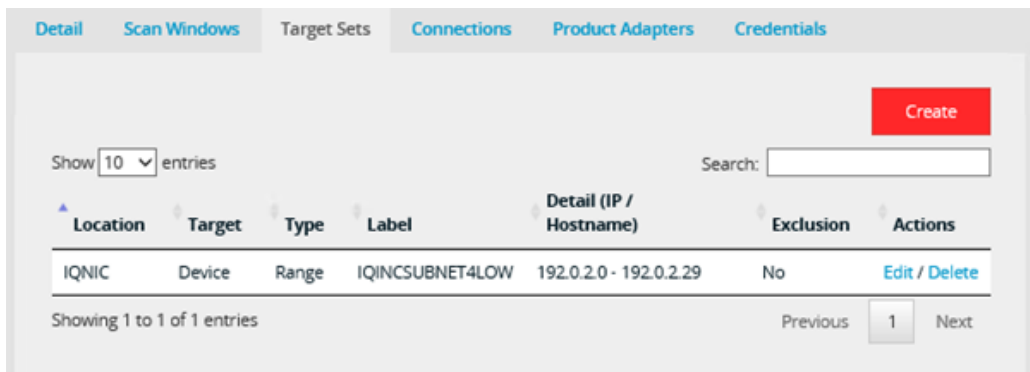 Detail Scan Windows Target Sets Connections Product Adapters Credentials
Create
Show 10 entries Search:
Location Target Type Label Detail (IP / Hostname) Exclusion Actions
IQNIC Device Range IQINCSUBNET4LOW 192.0.2.0 - 192.0.2.29 No Edit / Delete
Showing 1 to 1 of 1 entries Previous 1 Next